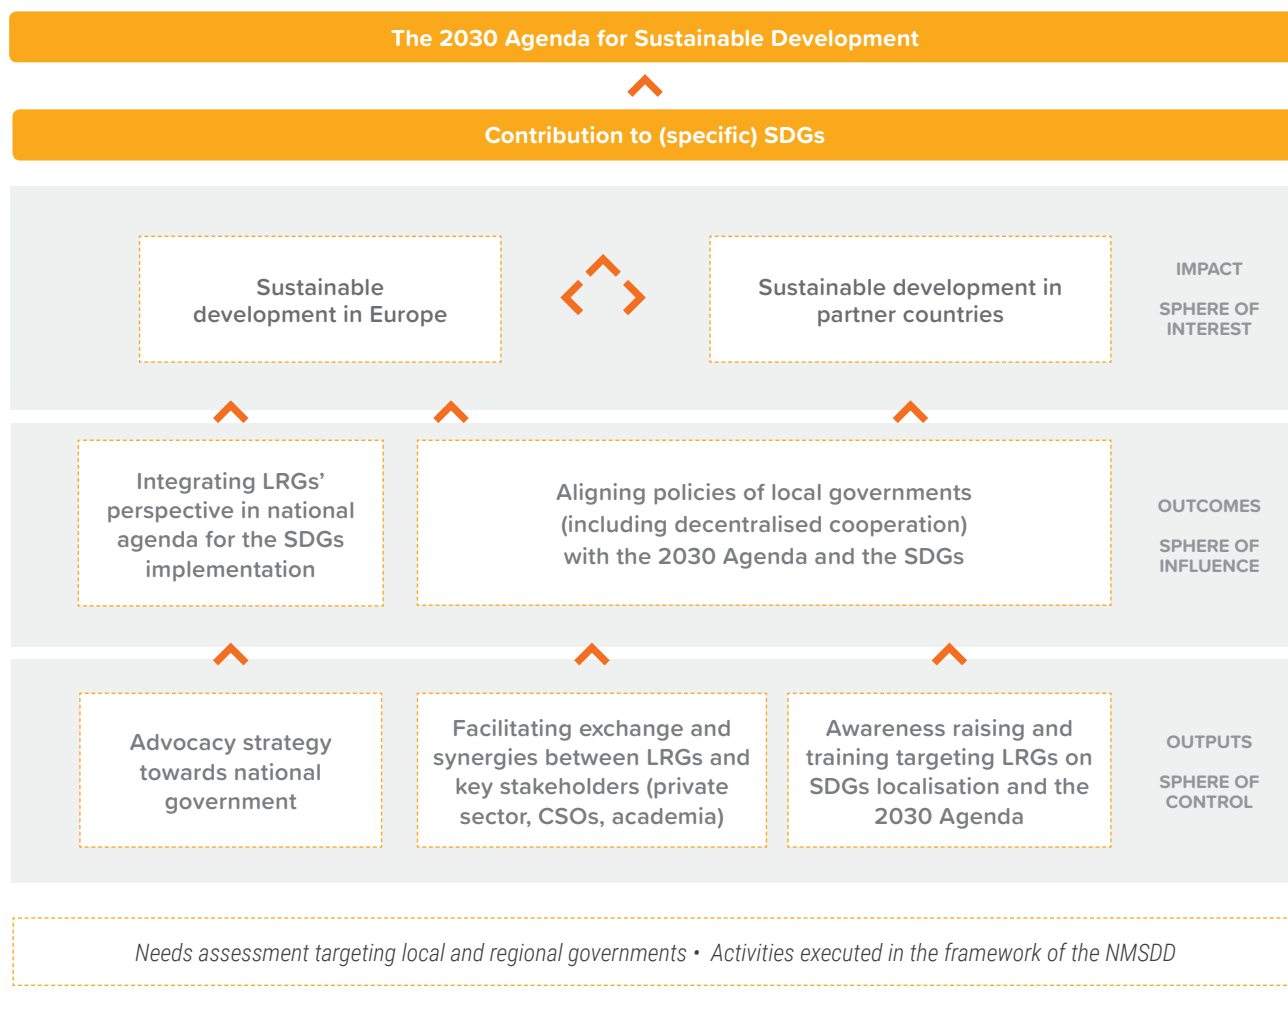 The 2030 Agenda for Sustainable Development
Contribution to (specific) SDGs
Sustainable
development in Europe
Sustainable development in
partner countries
IMPACT
SPHERE OF
INTEREST
Integrating LRGs’
perspective in national
agenda for the SDGs
implementation
Aligning policies of local governments
(including decentralised cooperation)
with the 2030 Agenda and the SDGs
OUTCOMES
SPHERE OF
INFLUENCE
Advocacy strategy
towards national
government
Facilitating exchange and
synergies between LRGs and
key stakeholders (private
sector, CSOs, academia)
Awareness raising and
training targeting LRGs on
SDGs localisation and the
2030 Agenda
OUTPUTS
SPHERE OF
CONTROL
Needs assessment targeting local and regional governments • Activities executed in the framework of the NMSDD